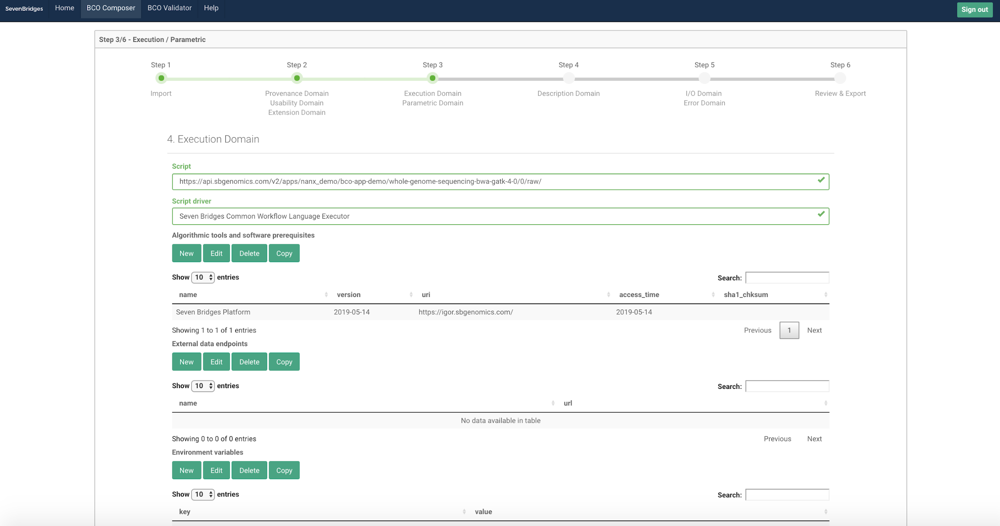 SevenBridges Home BCO Composer BCO Validator Help Sign out
Step 3/6 - Execution / Parametric
Step 1 Step 2 Step 3 Step 4 Step 5 Step 6
Import Provenance Domain Execution Domain Description Domain I/O Domain Review & Export
Usability Domain Parametric Domain Error Domain
Extension Domain
4. Execution Domain
Script
https://api.sbgenomics.com/v2/apps/nanx_demo/bco-app-demo/whole-genome-sequencing-bwa-gatk-4-0/0/raw/
Script driver
Seven Bridges Common Workflow Language Executor
Algorithmic tools and software prerequisites
New Edit Delete Copy
Show 10 entries Search:
name version uri access_time sha1_chksum
Seven Bridges Platform 2019-05-14 https://igor.sbgenomics.com/ 2019-05-14
Showing 1 to 1 of 1 entries Previous 1 Next
External data endpoints
New Edit Delete Copy
Show 10 entries Search:
name url
No data available in table
Showing 0 to 0 of 0 entries Previous Next
Environment variables
New Edit Delete Copy
Show 10 entries Search:
key value